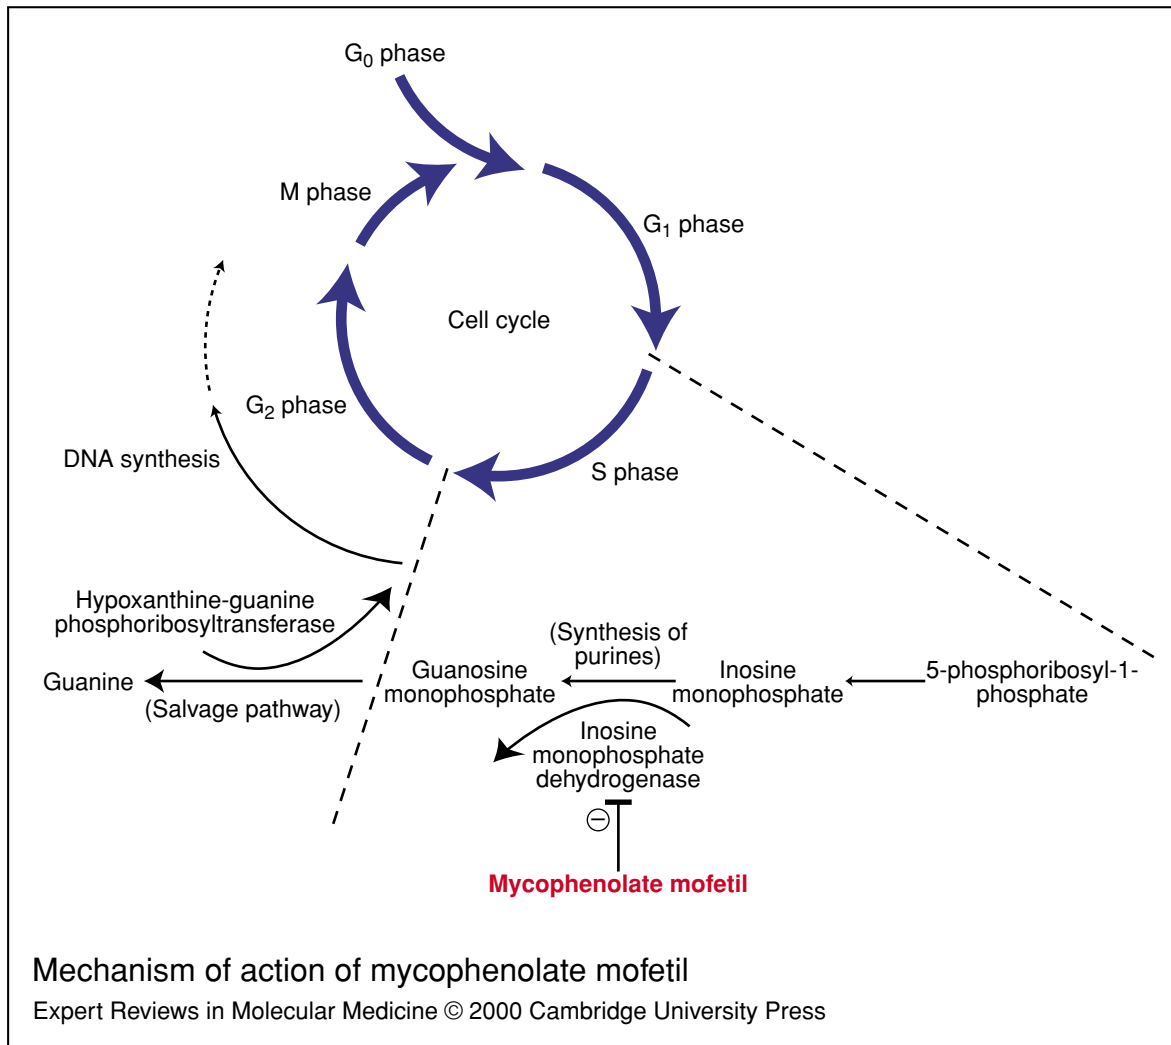 G0 phase
M phase
G1 phase
Cell cycle
G2 phase
DNA synthesis
S phase
Hypoxanthine-guanine
phosphoribosyltransferase
(Synthesis of
purines)
Guanine
(Salvage pathway)
Guanosine
monophosphate
Inosine
monophosphate
5-phosphoribosyl-1-
phosphate
Inosine
monophosphate
dehydrogenase
−
Mycophenolate mofetil
Mechanism of action of mycophenolate mofetil
Expert Reviews in Molecular Medicine © 2000 Cambridge University Press